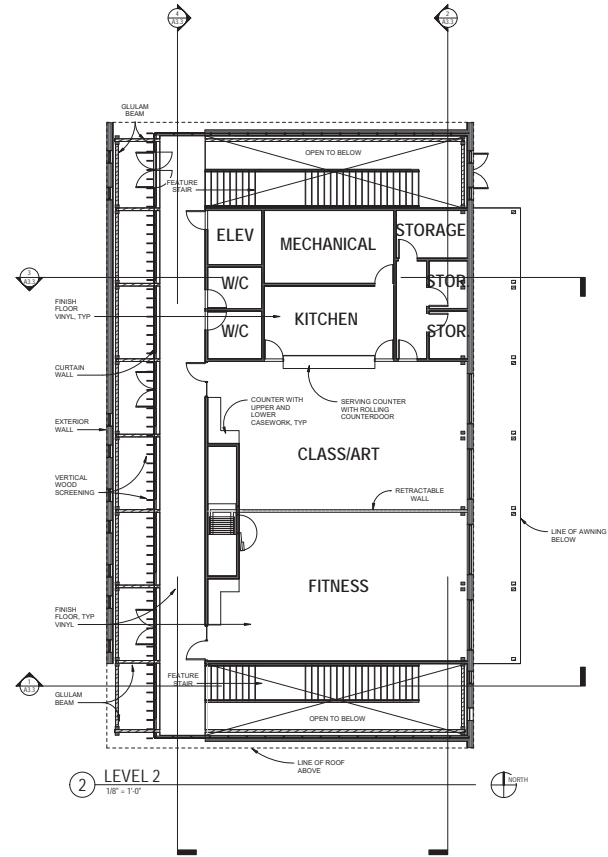 4
A3.3
2
A3.3
GLULAM
BEAM
OPEN TO BELOW
FEATURE
STAIR
ELEV
MECHANICAL
STORAGE
3
A3.3
W/C
STOR.
FINISH
FLOOR
VINYL, TYP
KITCHEN
W/C
STOR.
CURTAIN
WALL
COUNTER WITH
UPPER AND
LOWER
CASEWORK, TYP
SERVING COUNTER
WITH ROLLING
COUNTERDOOR
EXTERIOR
WALL
CLASS/ART
VERTICAL
WOOD
SCREENING
RETRACTABLE
WALL
LINE OF AWNING
BELOW
FITNESS
FINISH
FLOOR, TYP
VINYL
1
A3.3
FEATURE
STAIR
GLULAM
BEAM
OPEN TO BELOW
LINE OF ROOF
ABOVE
2
LEVEL 2
1/8" = 1'-0"
NORTH